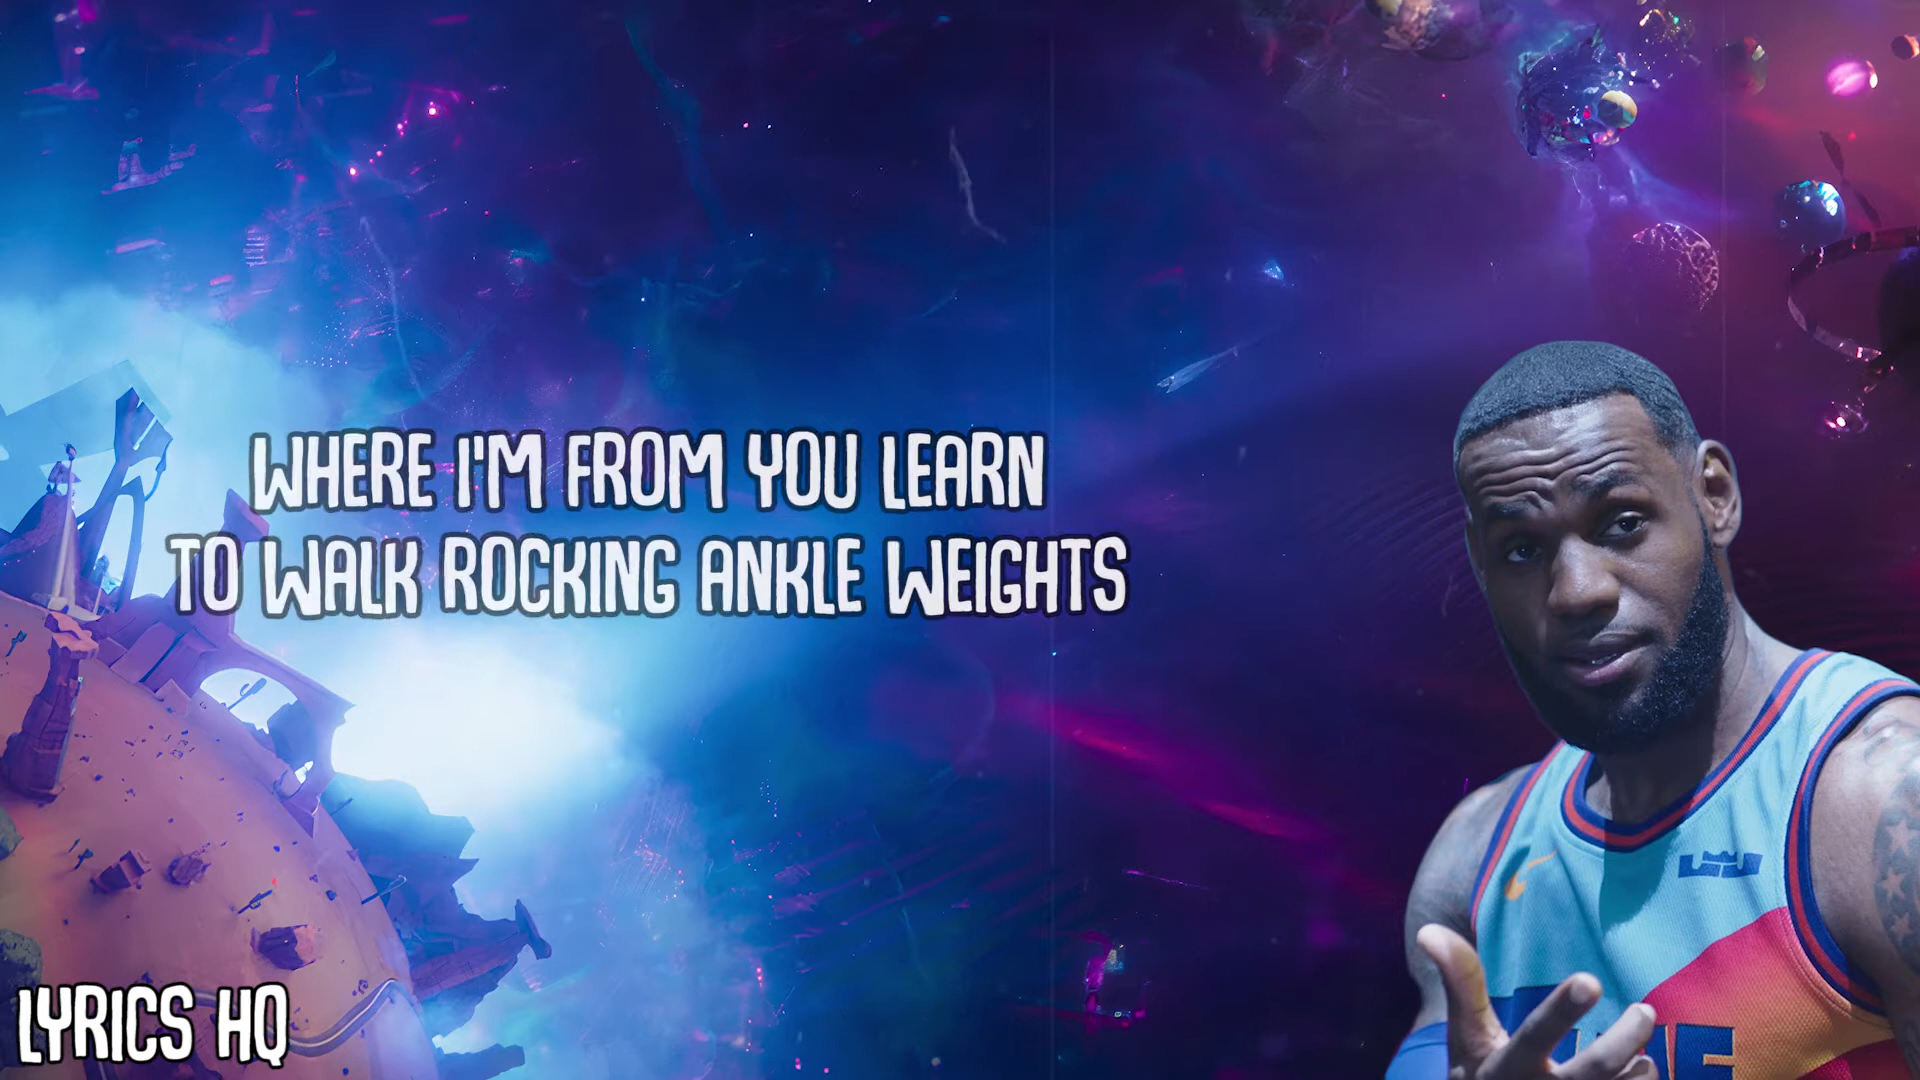 WHERE I'M FROM YOU LEARN
TO WALK ROCKING ANKLE WEIGHTS
LYRICS HQ